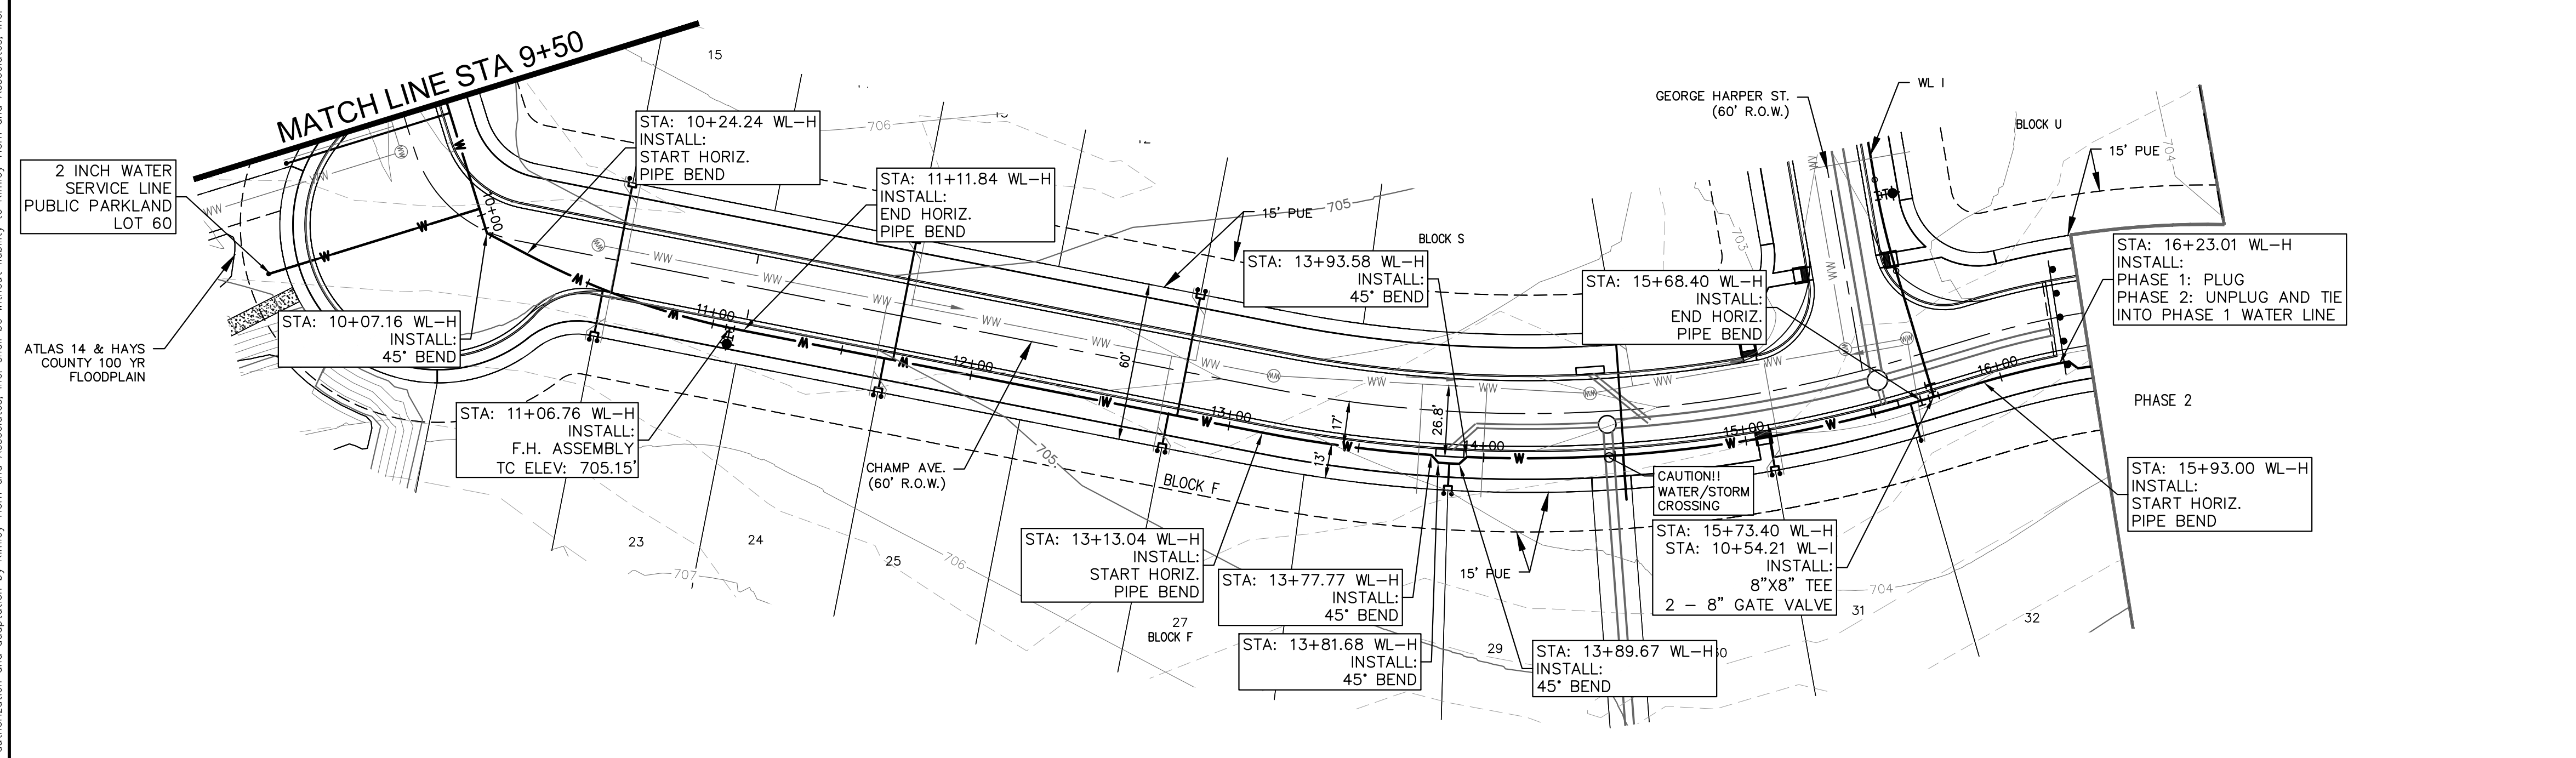 MATCH LINE STA 9+50
15
706
STA: 10+24.24 WL-H
INSTALL:
START HORIZ.
PIPE BEND
2 INCH WATER
SERVICE LINE
PUBLIC PARKLAND
LOT 60
STA: 11+11.84 WL-H
INSTALL:
END HORIZ.
PIPE BEND
15' PUE
705
BLOCK S
GEORGE HARPER ST.
(60' R.O.W.)
WL I
BLOCK U
15' PUE
704
703
STA: 13+93.58 WL-H
INSTALL:
45° BEND
STA: 15+68.40 WL-H
INSTALL:
END HORIZ.
PIPE BEND
STA: 16+23.01 WL-H
INSTALL:
PHASE 1: PLUG
PHASE 2: UNPLUG AND TIE
INTO PHASE 1 WATER LINE
ATLAS 14 & HAYS
COUNTY 100 YR
FLOODPLAIN
STA: 10+07.16 WL-H
INSTALL:
45° BEND
10+00
11+00
12+00
13+00
14+00
15+00
16+00
W
WW
60'
17'
13'
26.8'
PHASE 2
STA: 11+06.76 WL-H
INSTALL:
F.H. ASSEMBLY
TC ELEV: 705.15'
CHAMP AVE.
(60' R.O.W.)
705
BLOCK F
CAUTION!!
WATER/STORM
CROSSING
STA: 15+93.00 WL-H
INSTALL:
START HORIZ.
PIPE BEND
23
24
25
706
707
STA: 13+13.04 WL-H
INSTALL:
START HORIZ.
PIPE BEND
STA: 13+77.77 WL-H
INSTALL:
45° BEND
15' PUE
STA: 15+73.40 WL-H
STA: 10+54.21 WL-I
INSTALL:
8"X8" TEE
2 - 8" GATE VALVE
704
31
32
27
BLOCK F
STA: 13+81.68 WL-H
INSTALL:
45° BEND
29
STA: 13+89.67 WL-H
INSTALL:
45° BEND